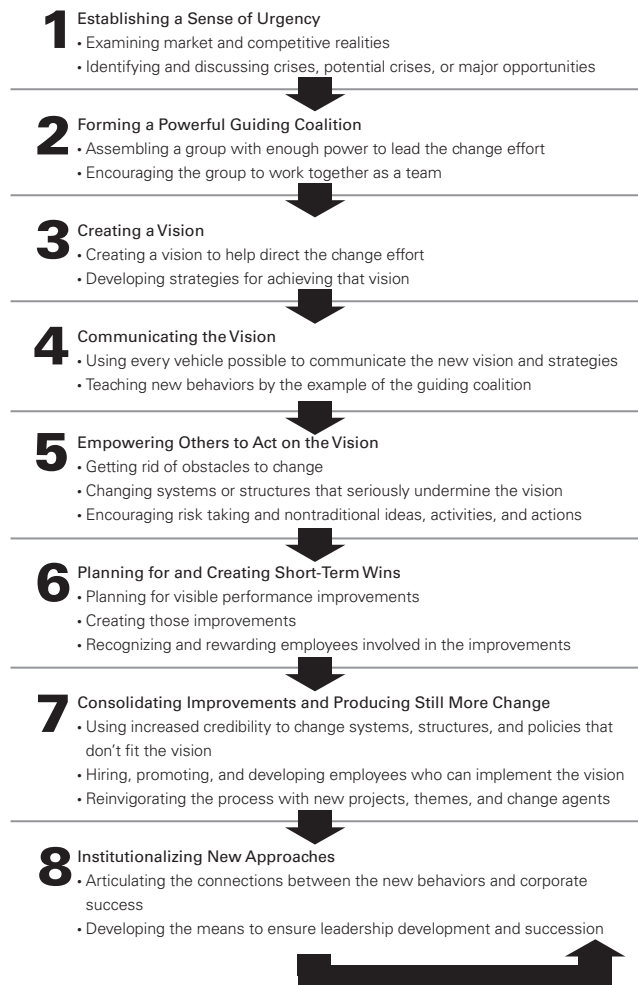 1 Establishing a Sense of Urgency
• Examining market and competitive realities
• Identifying and discussing crises, potential crises, or major opportunities
2 Forming a Powerful Guiding Coalition
• Assembling a group with enough power to lead the change effort
• Encouraging the group to work together as a team
3 Creating a Vision
• Creating a vision to help direct the change effort
• Developing strategies for achieving that vision
4 Communicating the Vision
• Using every vehicle possible to communicate the new vision and strategies
• Teaching new behaviors by the example of the guiding coalition
5 Empowering Others to Act on the Vision
• Getting rid of obstacles to change
• Changing systems or structures that seriously undermine the vision
• Encouraging risk taking and nontraditional ideas, activities, and actions
6 Planning for and Creating Short-Term Wins
• Planning for visible performance improvements
• Creating those improvements
• Recognizing and rewarding employees involved in the improvements
7 Consolidating Improvements and Producing Still More Change
• Using increased credibility to change systems, structures, and policies that
don't fit the vision
• Hiring, promoting, and developing employees who can implement the vision
• Reinvigorating the process with new projects, themes, and change agents
8 Institutionalizing New Approaches
• Articulating the connections between the new behaviors and corporate
success
• Developing the means to ensure leadership development and succession